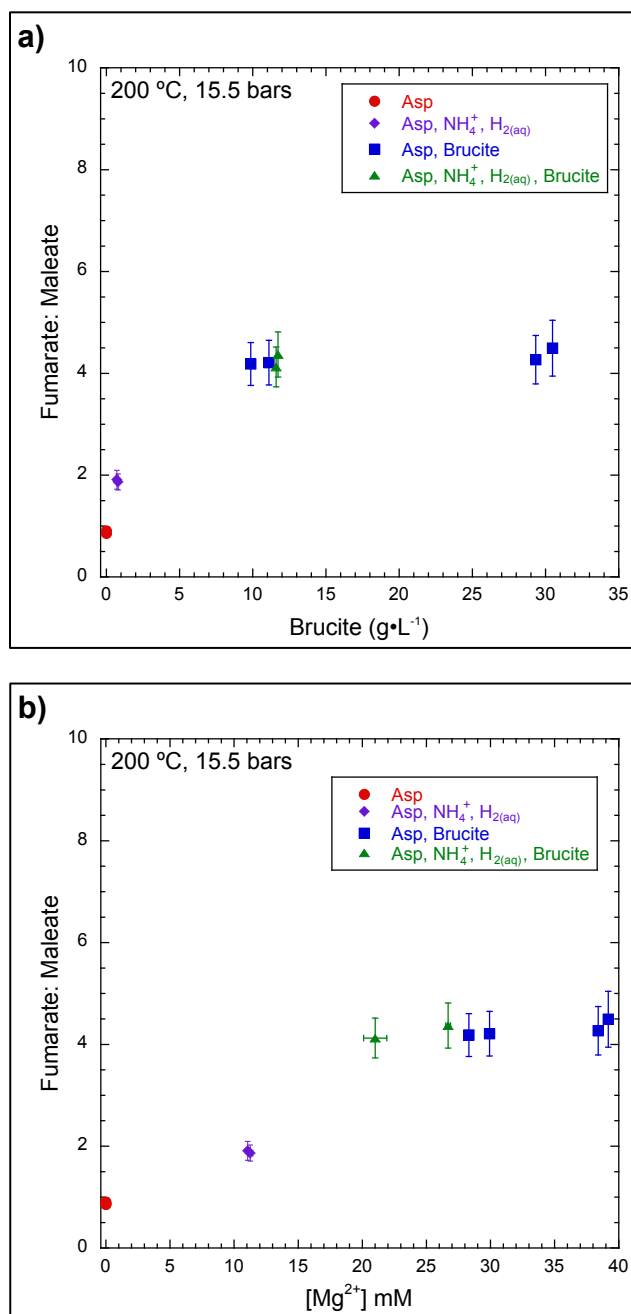 a)
200 ºC, 15.5 bars
Asp
Asp, NH₄⁺, H₂₍aq₎
Asp, Brucite
Asp, NH₄⁺, H₂₍aq₎, Brucite
Fumarate: Maleate
10
8
6
4
2
0
0 5 10 15 20 25 30 35
Brucite (g•L⁻¹)
b)
200 ºC, 15.5 bars
Asp
Asp, NH₄⁺, H₂₍aq₎
Asp, Brucite
Asp, NH₄⁺, H₂₍aq₎, Brucite
Fumarate: Maleate
10
8
6
4
2
0
0 5 10 15 20 25 30 35 40
[Mg²⁺] mM